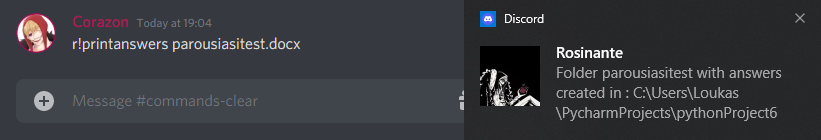 Corazon Today at 19:04
r!printanswers parousiasitest.docx
Message #commands-clear
Discord
Rosinante
Folder parousiasitest with answers
created in : C:\Users\Loukas
\PycharmProjects\pythonProject6